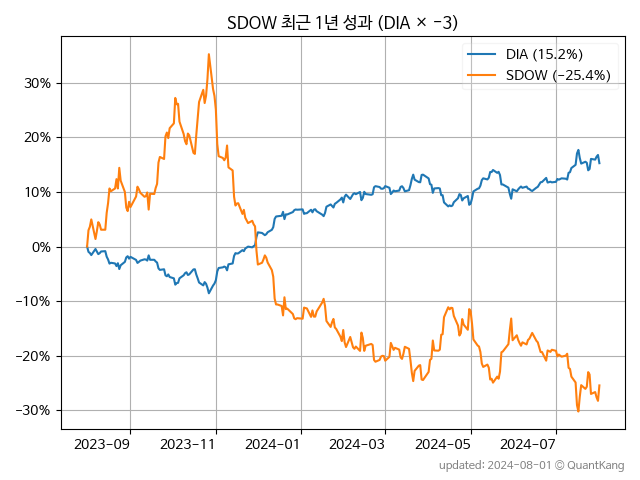 SDOW 최근 1년 성과 (DIA × −3)
DIA (15.2%)
SDOW (−25.4%)
30%
20%
10%
0%
−10%
−20%
−30%
2023−09 2023−11 2024−01 2024−03 2024−05 2024−07
updated: 2024-08-01 © QuantKang